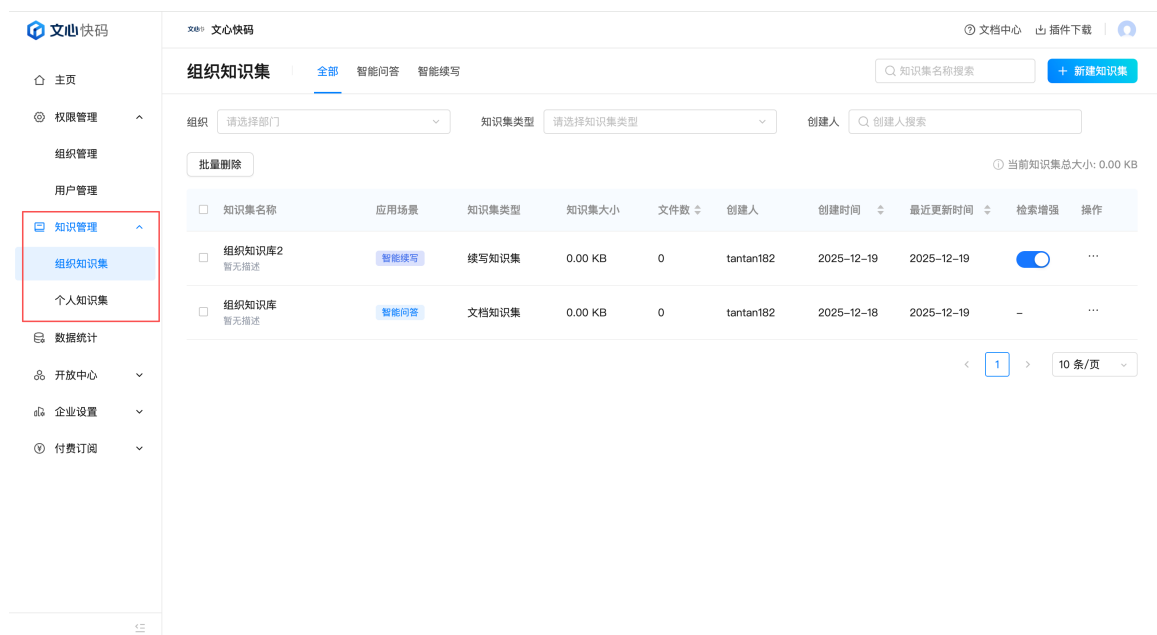 文心快码
文心快码
文档中心
插件下载
主页
权限管理
组织管理
用户管理
知识管理
组织知识集
个人知识集
数据统计
开放中心
企业设置
付费订阅
组织知识集
全部
智能问答
智能续写
知识集名称搜索
+ 新建知识集
组织
请选择部门
知识集类型
请选择知识集类型
创建人
创建人搜索
批量删除
当前知识集总大小: 0.00 KB
知识集名称 应用场景 知识集类型 知识集大小 文件数 创建人 创建时间 最近更新时间 检索增强 操作
组织知识库2 智能续写 续写知识集 0.00 KB 0 tantan182 2025-12-19 2025-12-19 ...
暂无描述
组织知识库 智能问答 文档知识集 0.00 KB 0 tantan182 2025-12-18 2025-12-19 – ...
暂无描述
< 1 > 10 条/页